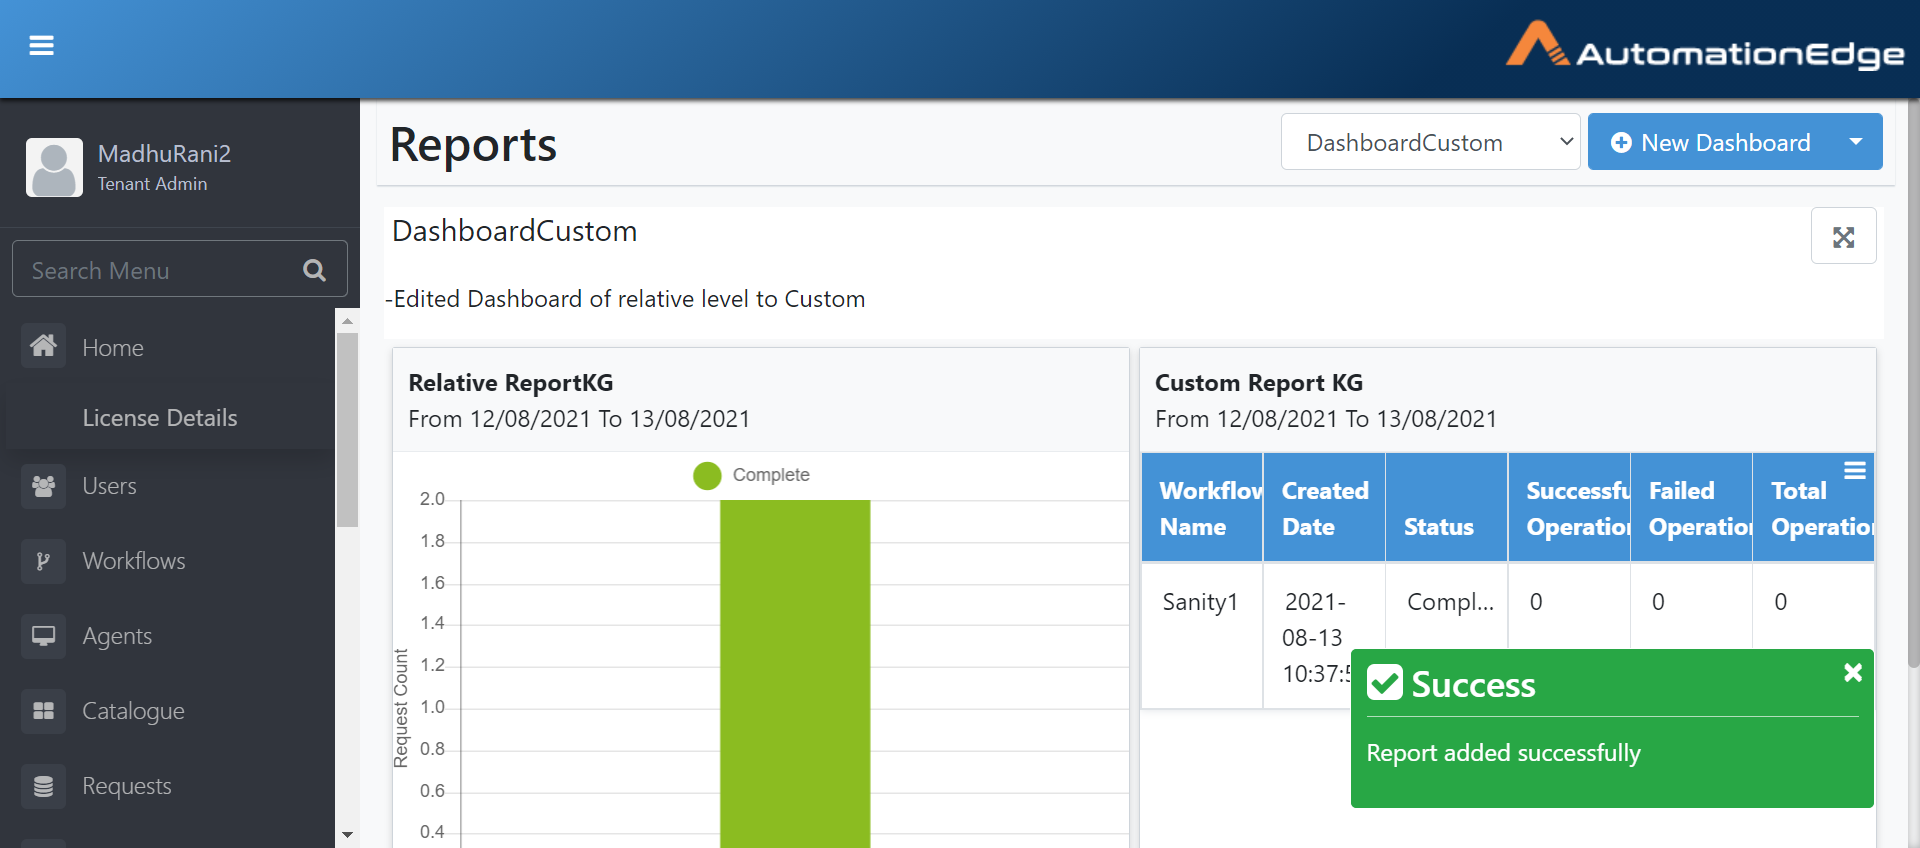 AutomationEdge
MadhuRani2
Tenant Admin
Search Menu
Home
License Details
Users
Workflows
Agents
Catalogue
Requests
Reports
DashboardCustom
New Dashboard
DashboardCustom
-Edited Dashboard of relative level to Custom
Relative ReportKG
From 12/08/2021 To 13/08/2021
Complete
2.0
1.8
1.6
1.4
1.2
1.0
0.8
0.6
0.4
Request Count
Custom Report KG
From 12/08/2021 To 13/08/2021
Workflow Name
Created Date
Status
Successfu Operation
Failed Operation
Total Operation
Sanity1
2021-08-13 10:37:5
Compl...
0
0
0
Success
Report added successfully